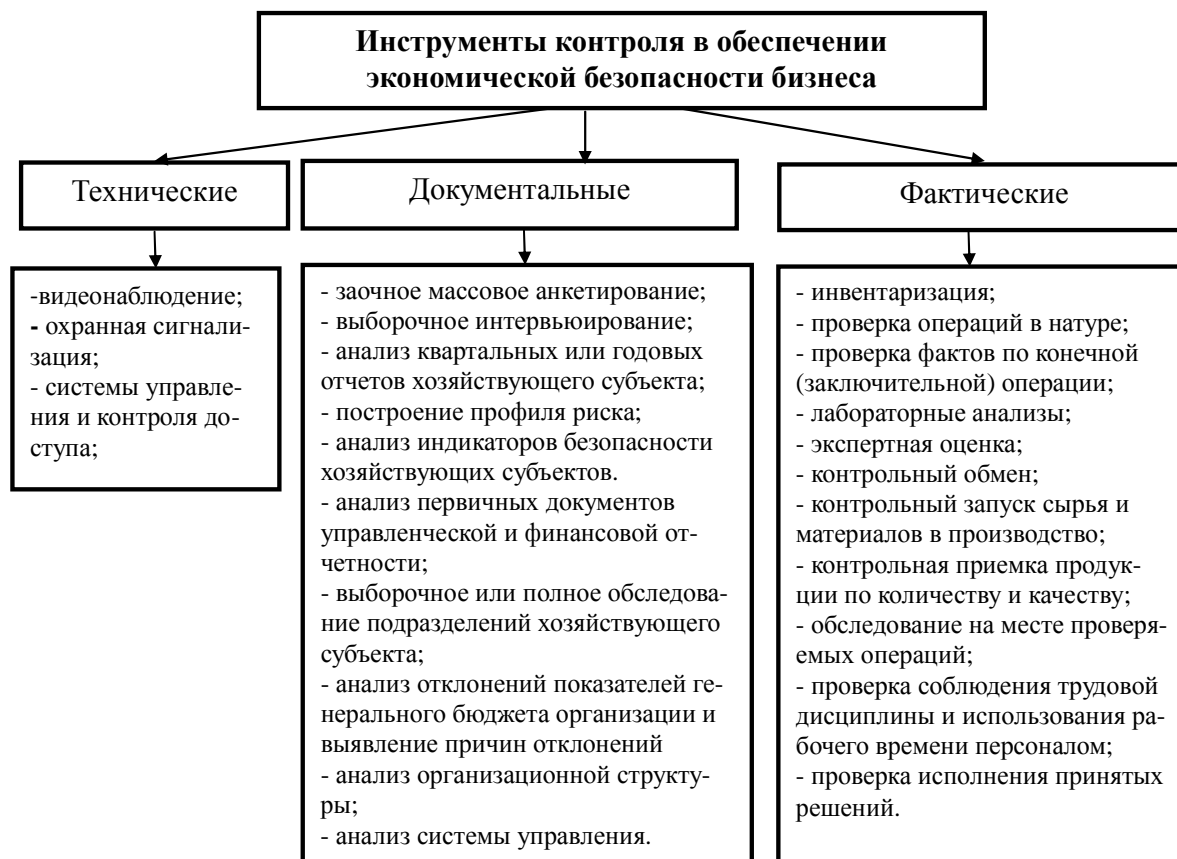 Инструменты контроля в обеспечении
экономической безопасности бизнеса
Технические
Документальные
Фактические
-видеонаблюдение;
- охранная сигнали-
зация;
- системы управле-
ния и контроля до-
ступа;
- заочное массовое анкетирование;
- выборочное интервьюирование;
- анализ квартальных или годовых
отчетов хозяйствующего субъекта;
- построение профиля риска;
- анализ индикаторов безопасности
хозяйствующих субъектов.
- анализ первичных документов
управленческой и финансовой от-
четности;
- выборочное или полное обследова-
ние подразделений хозяйствующего
субъекта;
- анализ отклонений показателей ге-
нерального бюджета организации и
выявление причин отклонений
- анализ организационной структу-
ры;
- анализ системы управления.
- инвентаризация;
- проверка операций в натуре;
- проверка фактов по конечной
(заключительной) операции;
- лабораторные анализы;
- экспертная оценка;
- контрольный обмен;
- контрольный запуск сырья и
материалов в производство;
- контрольная приемка продук-
ции по количеству и качеству;
- обследование на месте проверя-
емых операций;
- проверка соблюдения трудовой
дисциплины и использования ра-
бочего времени персоналом;
- проверка исполнения принятых
решений.